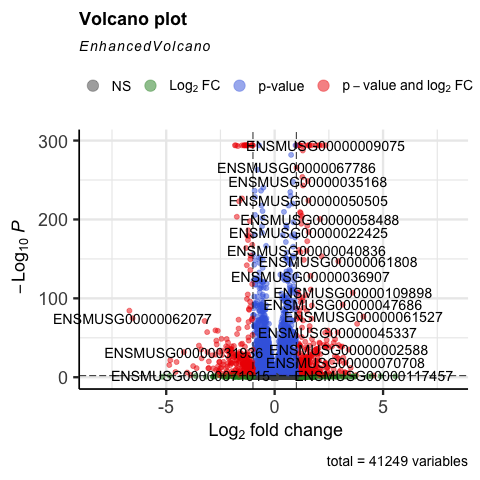 Volcano plot
EnhancedVolcano
NS Log₂ FC p-value p − value and log₂ FC
300
ENSMUSG00000009075
ENSMUSG00000067786
ENSMUSG00000035168
ENSMUSG00000050505
200
ENSMUSG00000058488
ENSMUSG00000022425
ENSMUSG00000040836
ENSMUSG00000061808
ENSMUSG00000036907
ENSMUSG00000109898
100
ENSMUSG00000047686
ENSMUSG00000062077
ENSMUSG00000061527
ENSMUSG00000045337
ENSMUSG00000031936
ENSMUSG00000002588
ENSMUSG00000070708
0
ENSMUSG00000071015
ENSMUSG00000117457
-5 0 5
− Log₁₀ P
Log₂ fold change
total = 41249 variables